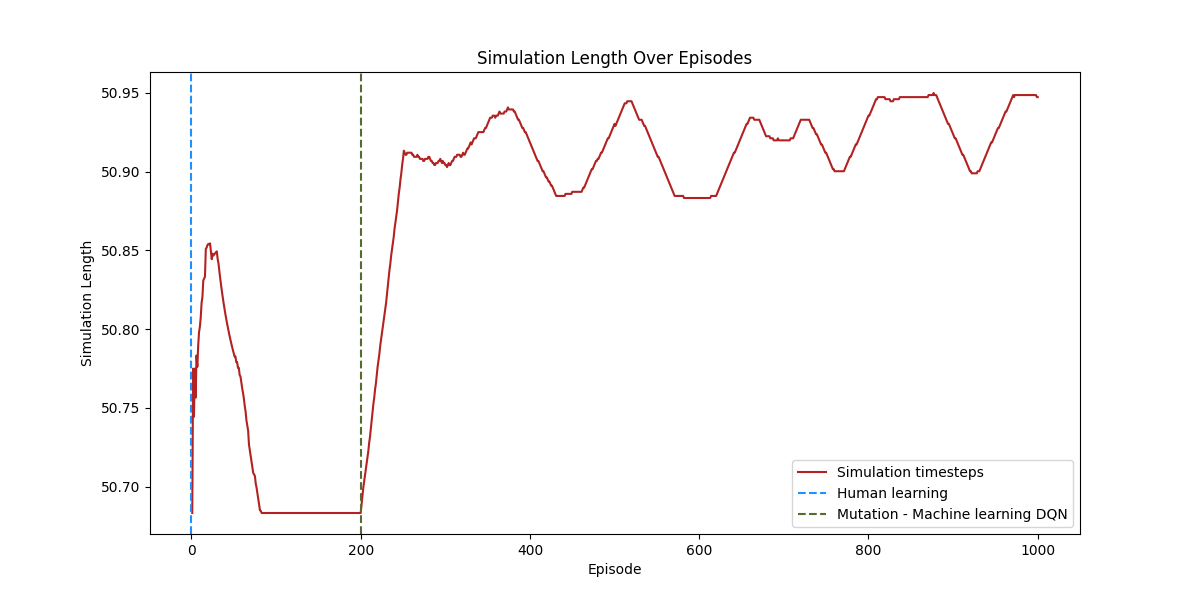 Simulation Length Over Episodes
Simulation Length
50.95
50.90
50.85
50.80
50.75
50.70
0 200 400 600 800 1000
Episode
Simulation timesteps
Human learning
Mutation - Machine learning DQN